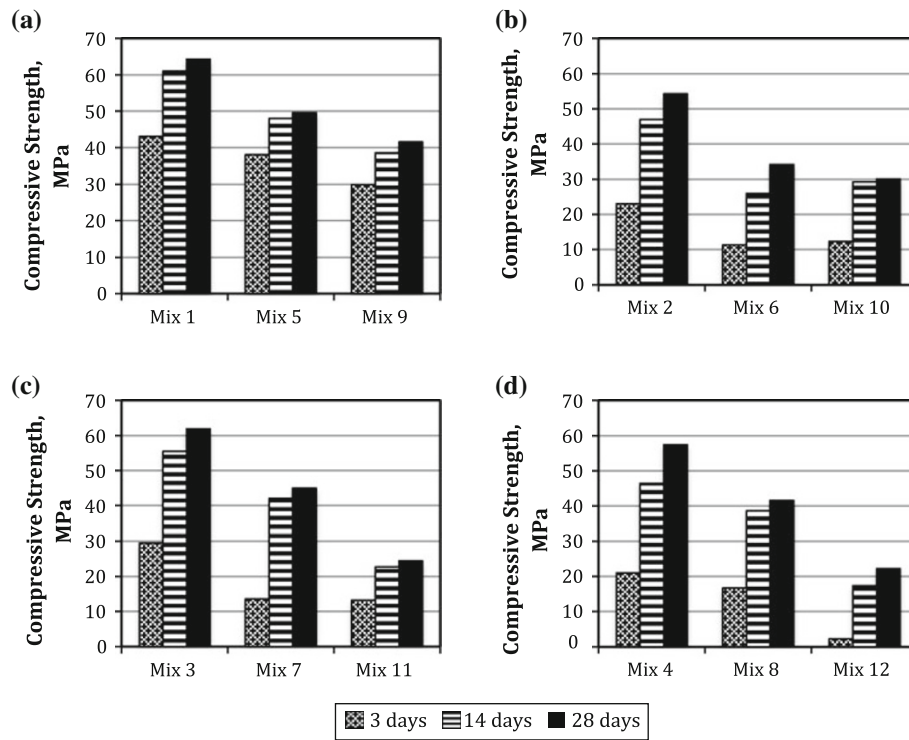 (a)
Compressive Strength,
MPa
70
60
50
40
30
20
10
0
Mix 1 Mix 5 Mix 9
(b)
Compressive Strength,
MPa
70
60
50
40
30
20
10
0
Mix 2 Mix 6 Mix 10
(c)
Compressive Strength,
MPa
70
60
50
40
30
20
10
0
Mix 3 Mix 7 Mix 11
(d)
Compressive Strength,
MPa
70
60
50
40
30
20
10
0
Mix 4 Mix 8 Mix 12
3 days 14 days 28 days